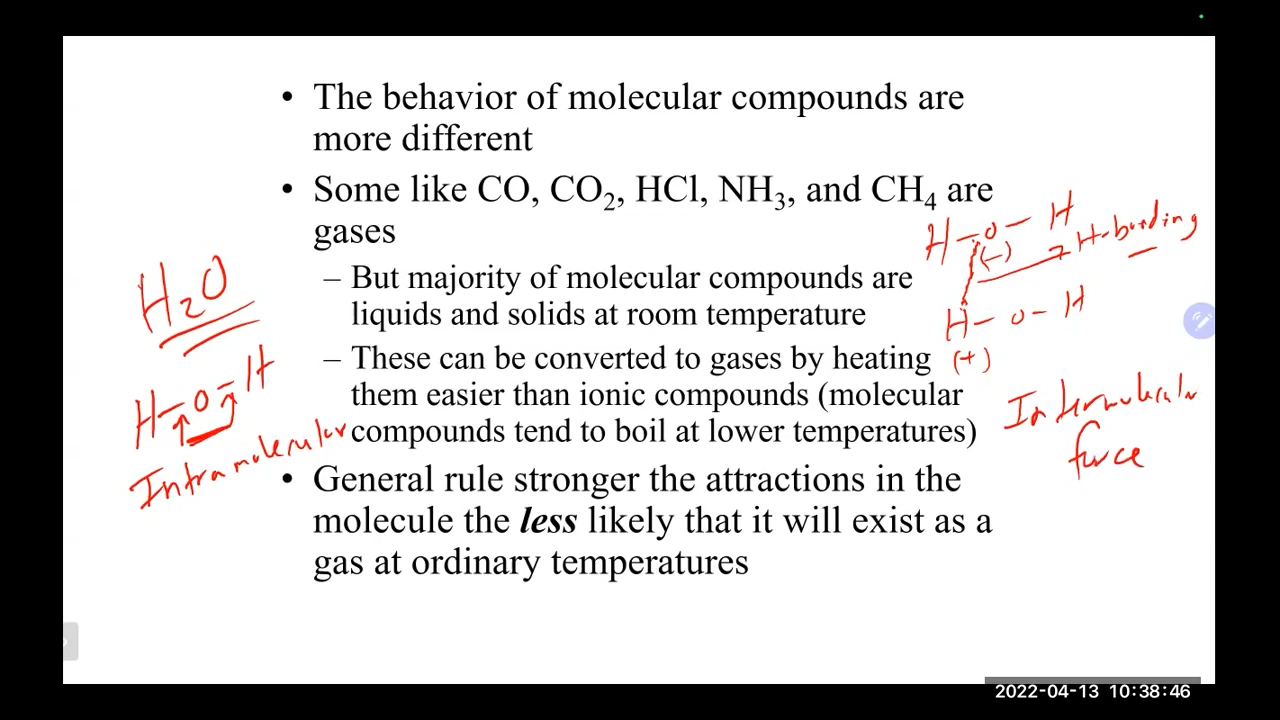 • The behavior of molecular compounds are
more different
• Some like CO, CO₂, HCl, NH₃, and CH₄ are
gases
– But majority of molecular compounds are
liquids and solids at room temperature
– These can be converted to gases by heating
them easier than ionic compounds (molecular
compounds tend to boil at lower temperatures)
• General rule stronger the attractions in the
molecule the less likely that it will exist as a
gas at ordinary temperatures
H₂O
H–O–H
Intramolecular
H–O–H
(–)
H-bonding
H–O–H
(+)
Intermolecular
force
2022-04-13 10:38:46